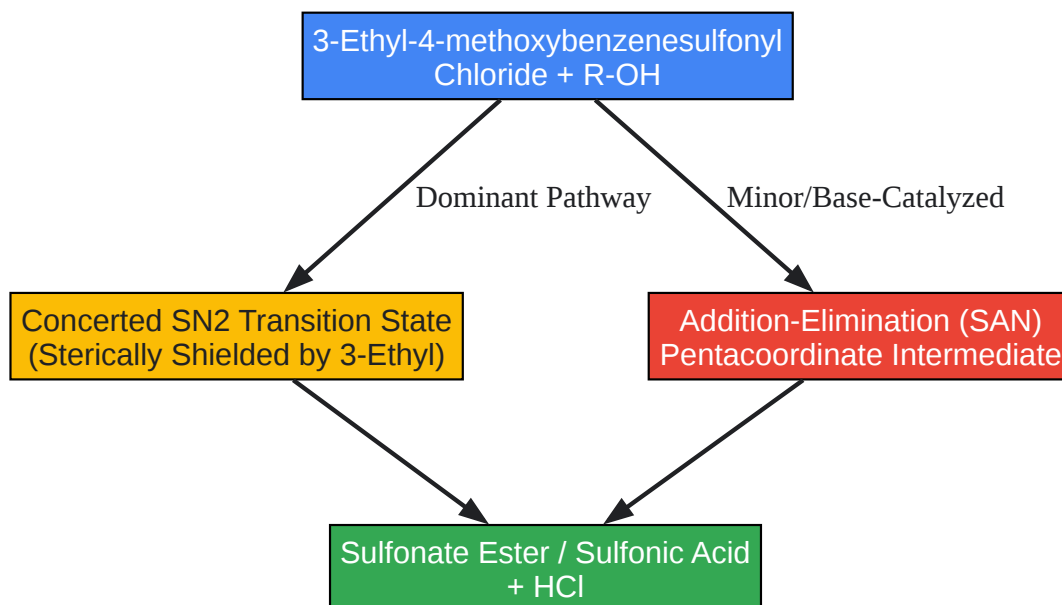 3-Ethyl-4-methoxybenzenesulfonyl
Chloride + R-OH
Dominant Pathway
Minor/Base-Catalyzed
Concerted SN2 Transition State
(Sterically Shielded by 3-Ethyl)
Addition-Elimination (SAN)
Pentacoordinate Intermediate
Sulfonate Ester / Sulfonic Acid
+ HCl